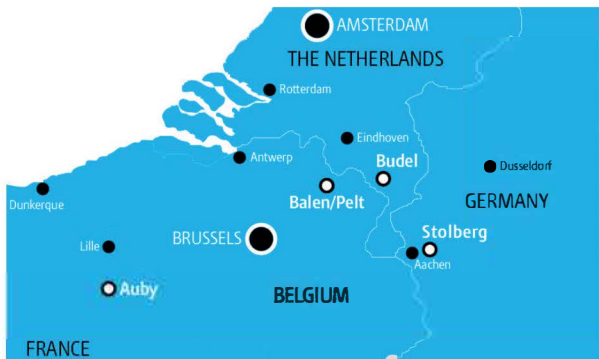 AMSTERDAM
THE NETHERLANDS
Rotterdam
Eindhoven
Antwerp
Budel
Dusseldorf
Dunkerque
Balen/Pelt
GERMANY
BRUSSELS
Stolberg
Lille
Aachen
Auby
BELGIUM
FRANCE